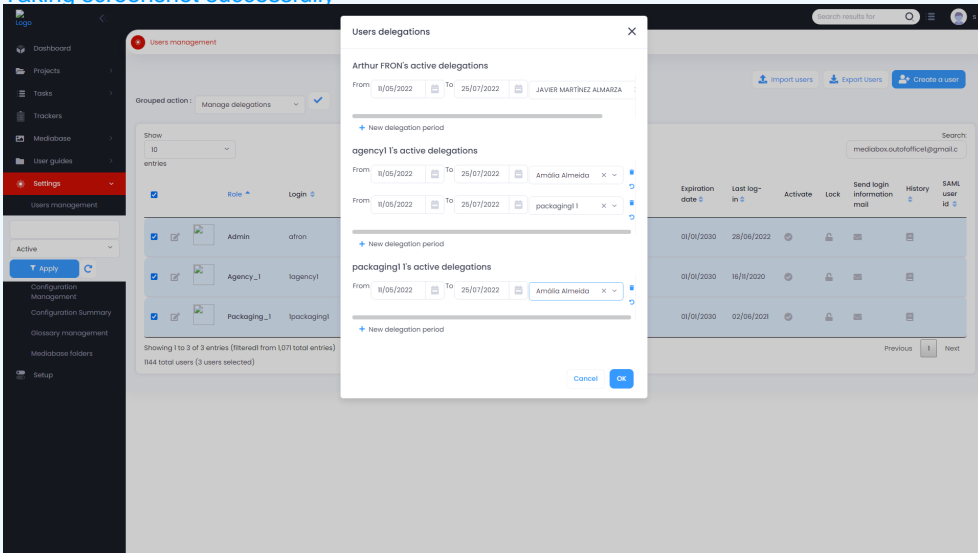 Taking screenshot successfully
Logo
Search results for
Dashboard
Projects
Tasks
Trackers
Mediabase
User guides
Settings
Users management
Active
Apply
Configuration Management
Configuration Summary
Glossary management
Mediabase folders
Setup
Users management
Import users
Export Users
Create a user
Grouped action :
Manage delegations
Show
10
entries
Search:
mediabox.outofoffice1@gmail.c
Role
Login
Expiration date
Last log-in
Activate
Lock
Send login information mail
History
SAML user id
Admin
afron
01/01/2030
28/06/2022
Agency_1
1agency1
01/01/2030
16/11/2020
Packaging_1
1packaging1
01/01/2030
02/06/2021
Showing 1 to 3 of 3 entries (filtered1 from 1,071 total entries)
1144 total users (3 users selected)
Previous
1
Next
Users delegations
Arthur FRON's active delegations
From 11/05/2022 To 25/07/2022 JAVIER MARTÍNEZ ALMARZA
+ New delegation period
agency1 1's active delegations
From 11/05/2022 To 25/07/2022 Amália Almeida
From 11/05/2022 To 25/07/2022 packaging1 1
+ New delegation period
packaging1 1's active delegations
From 11/05/2022 To 25/07/2022 Amália Almeida
+ New delegation period
Cancel
OK